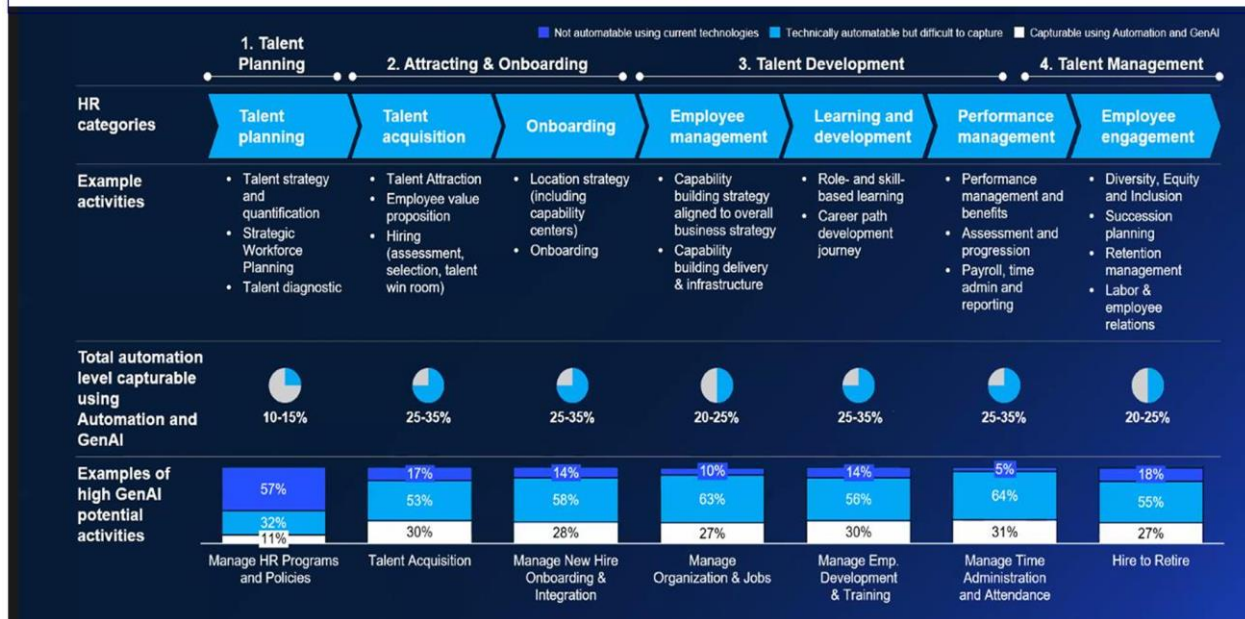 Not automatable using current technologies
Technically automatable but difficult to capture
Capturable using Automation and GenAI
1. Talent
Planning
2. Attracting & Onboarding
3. Talent Development
4. Talent Management
HR
categories
Talent
planning
Talent
acquisition
Onboarding
Employee
management
Learning and
development
Performance
management
Employee
engagement
Example
activities
• Talent strategy
and
quantification
• Strategic
Workforce
Planning
• Talent diagnostic
• Talent Attraction
• Employee value
proposition
• Hiring
(assessment,
selection, talent
win room)
• Location strategy
(including
capability
centers)
• Onboarding
• Capability
building strategy
aligned to overall
business strategy
• Capability
building delivery
& infrastructure
• Role- and skill-
based learning
• Career path
development
journey
• Performance
management and
benefits
• Assessment and
progression
• Payroll, time
admin and
reporting
• Diversity, Equity
and Inclusion
• Succession
planning
• Retention
management
• Labor &
employee
relations
Total automation
level capturable
using
Automation and
GenAI
10-15%
25-35%
25-35%
20-25%
25-35%
25-35%
20-25%
Examples of
high GenAI
potential
activities
57%
32%
11%
Manage HR Programs
and Policies
17%
53%
30%
Talent Acquisition
14%
58%
28%
Manage New Hire
Onboarding &
Integration
10%
63%
27%
Manage
Organization & Jobs
14%
56%
30%
Manage Emp.
Development
& Training
5%
64%
31%
Manage Time
Administration
and Attendance
18%
55%
27%
Hire to Retire